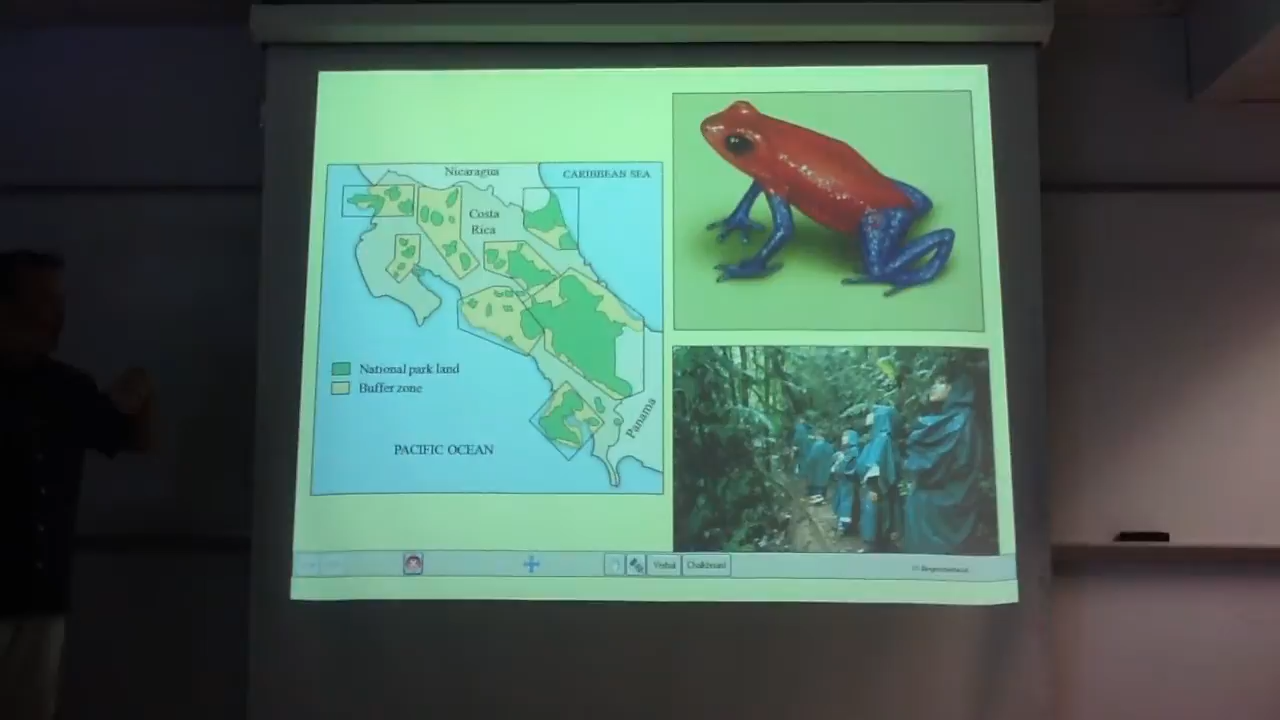 Nicaragua
CARIBBEAN SEA
Costa
Rica
National park land
Buffer zone
Panama
PACIFIC OCEAN
Verbal
Chalkboard